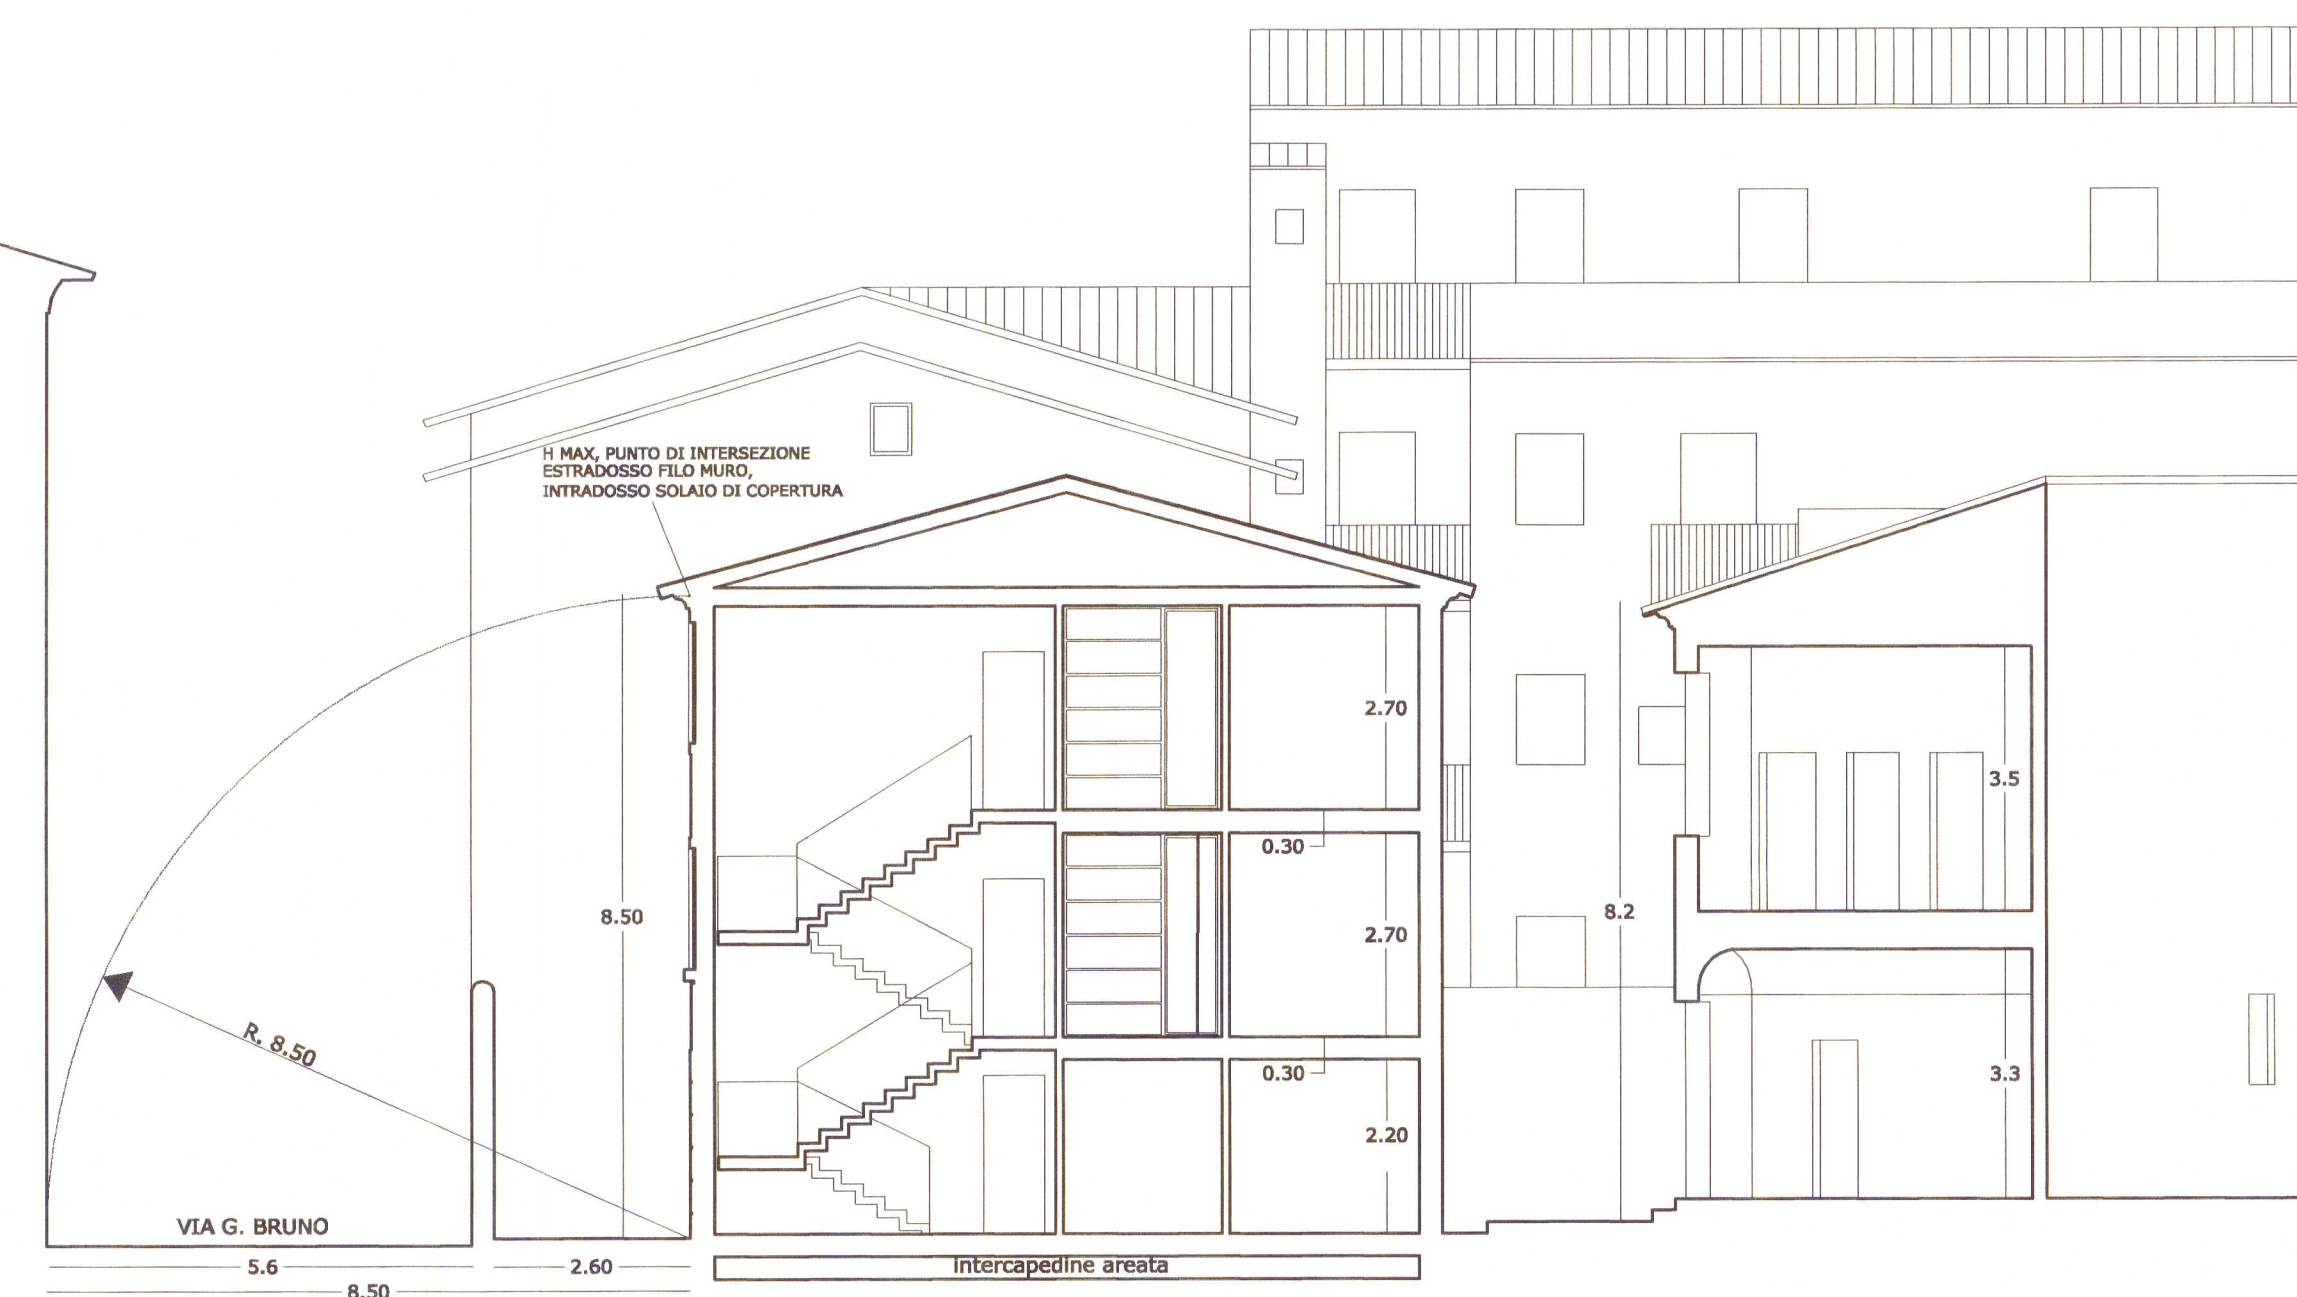 H MAX, PUNTO DI INTERSEZIONE
ESTRADOSSO FILO MURO,
INTRADOSSO SOLAIO DI COPERTURA
2.70
3.5
0.30
8.50
8.2
2.70
R. 8.50
0.30
3.3
2.20
VIA G. BRUNO
5.6
2.60
intercapedine areata
8.50